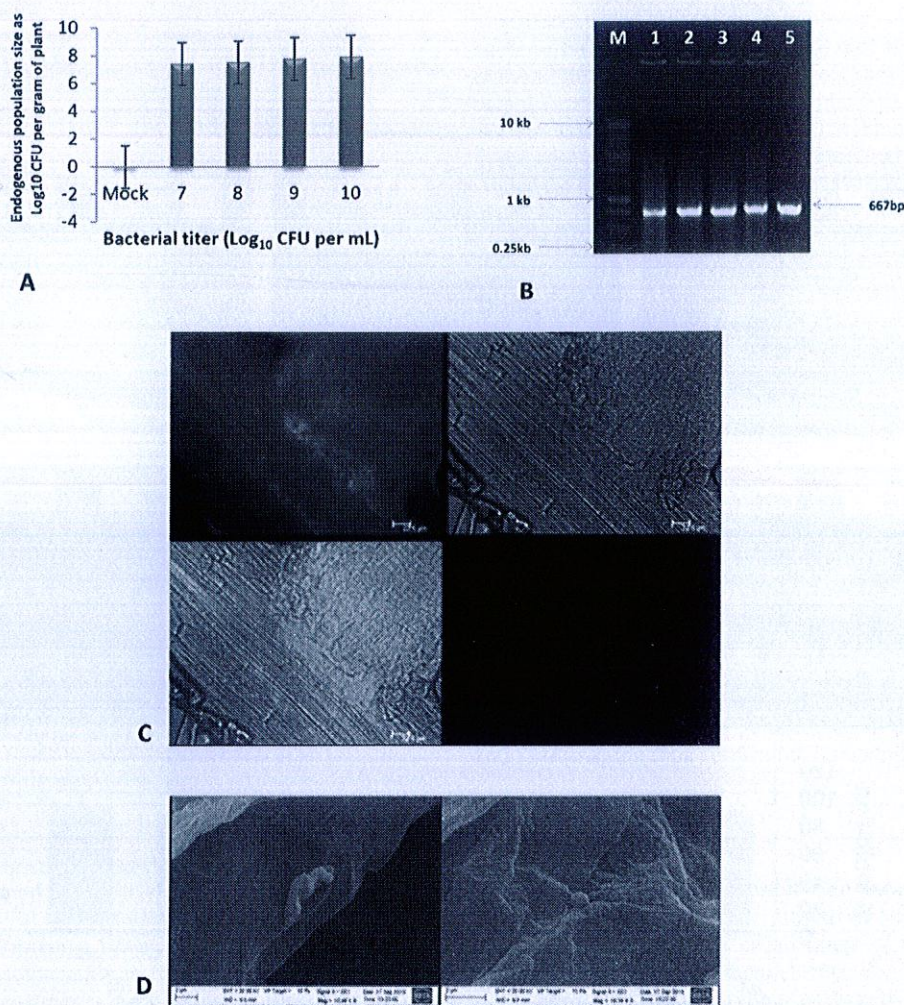 Endogenous population size as
Log10 CFU per gram of plant
10
8
6
4
2
0
-2
-4
Mock 7 8 9 10
Bacterial titer (Log10 CFU per mL)
A
M 1 2 3 4 5
10 kb
1 kb
0.25kb
667bp
B
C
D